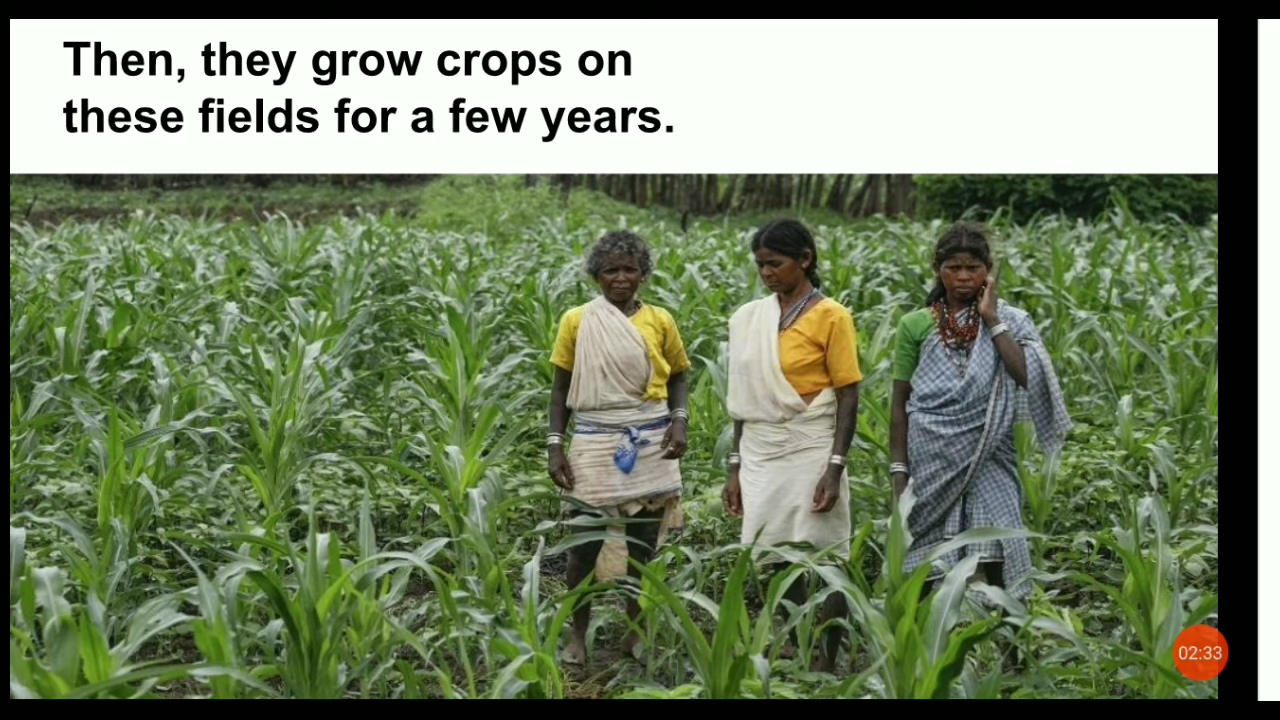 Then, they grow crops on
these fields for a few years.
02:33